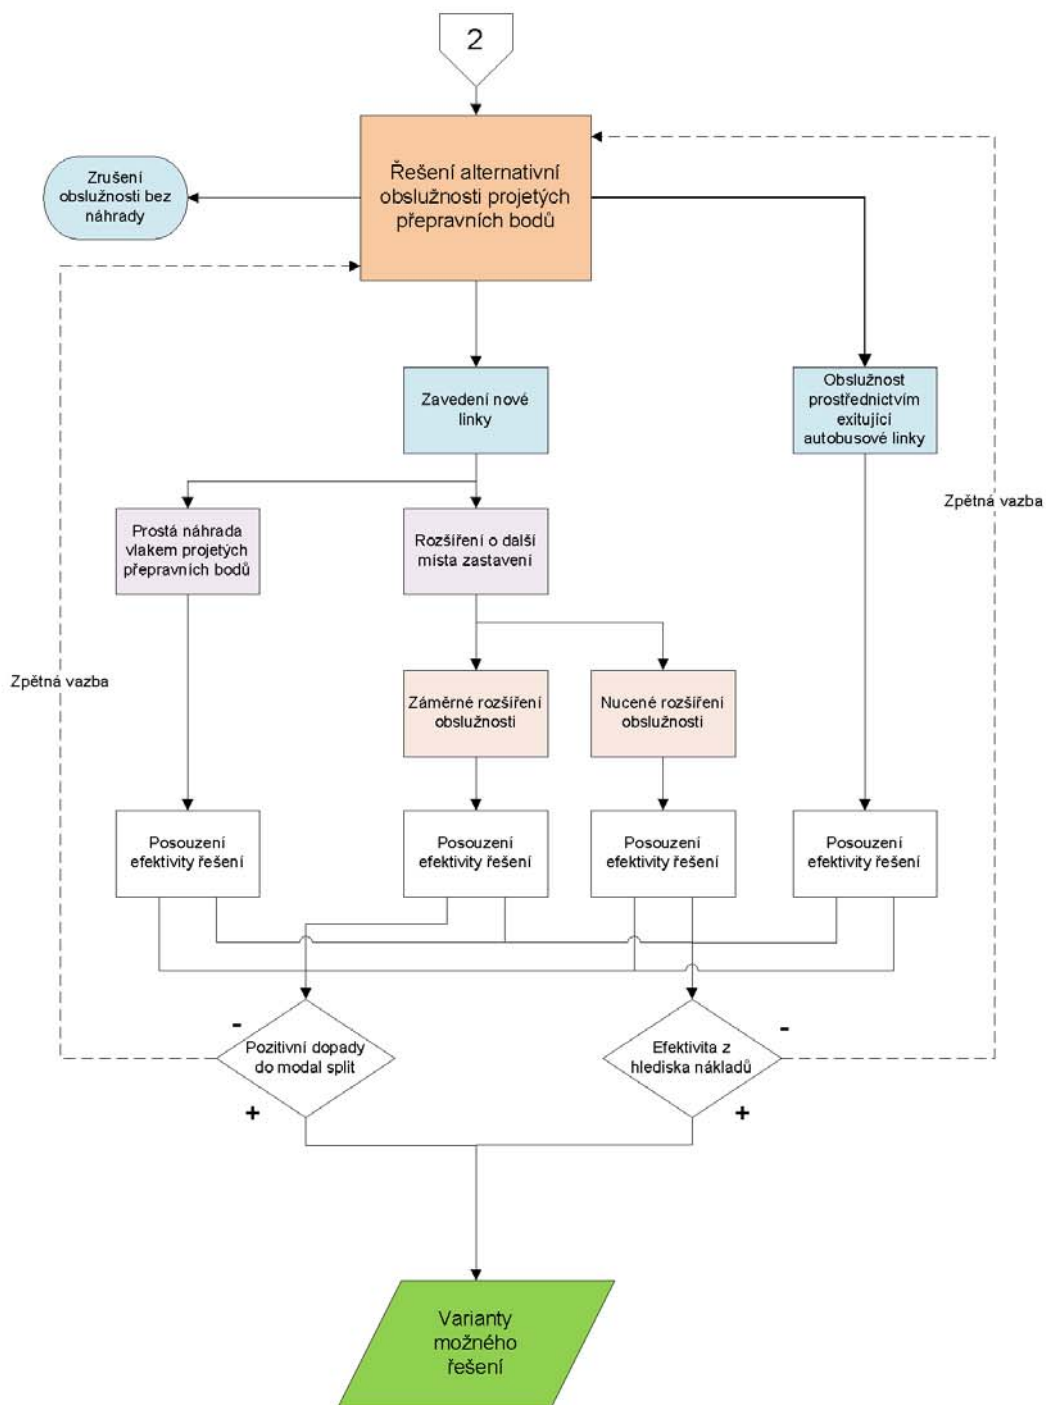 2
Řešení alternativní
obslužnosti projetých
přepravních bodů
Zrušení
obslužnosti bez
náhrady
Zavedení nové
linky
Obslužnost
prostřednictvím
exitující
autobusové linky
Zpětná vazba
Prostá náhrada
vlakem projetých
přepravních bodů
Rozšíření o další
místa zastavení
Zpětná vazba
Záměrné rozšíření
obslužnosti
Nucené rozšíření
obslužnosti
Posouzení
efektivity řešení
Posouzení
efektivity řešení
Posouzení
efektivity řešení
Posouzení
efektivity řešení
-
Pozitivní dopady
do modal split
+
-
Efektivita z
hlediska nákladů
+
Varianty
možného
řešení